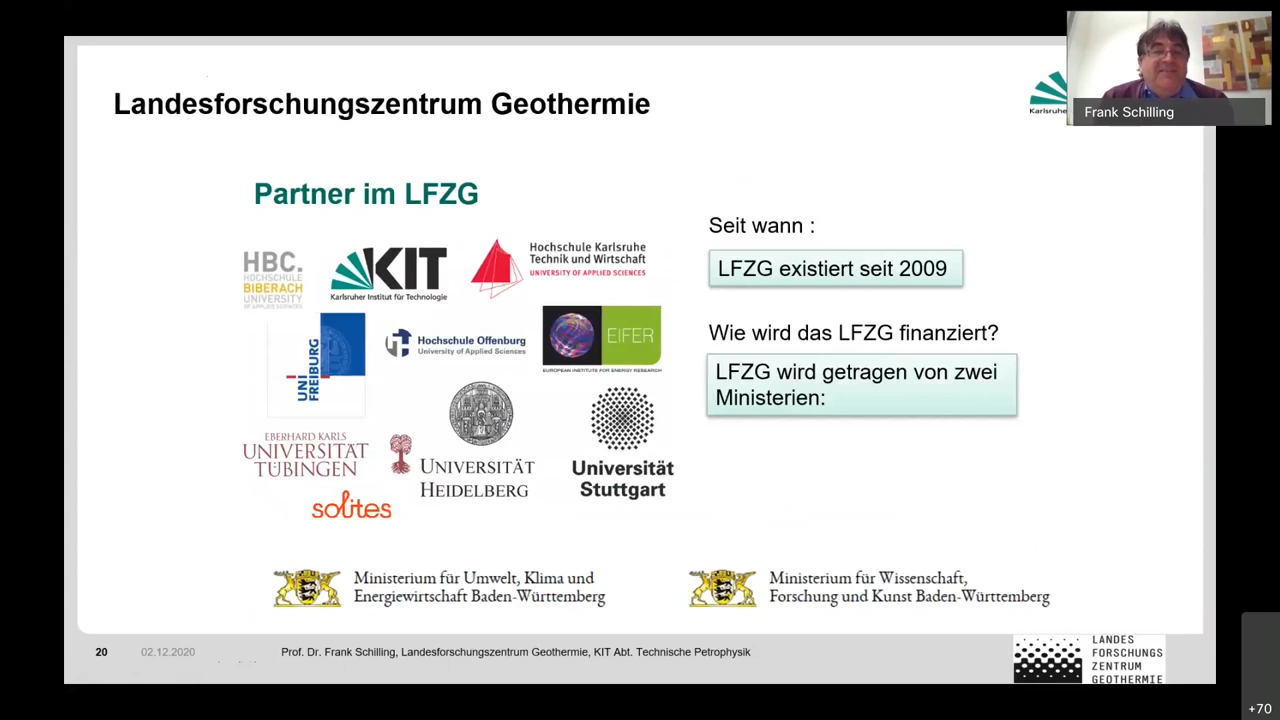 Landesforschungszentrum Geothermie
Frank Schilling
Partner im LFZG
Seit wann :
LFZG existiert seit 2009
Wie wird das LFZG finanziert?
LFZG wird getragen von zwei
Ministerien:
HBC.
HOCHSCHULE
BIBERACH
UNIVERSITY
OF APPLIED SCIENCES
KIT
Karlsruher Institut für Technologie
Hochschule Karlsruhe
Technik und Wirtschaft
UNIVERSITY OF APPLIED SCIENCES
UNI
FREIBURG
Hochschule Offenburg
University of Applied Sciences
EIFER
EUROPEAN INSTITUTE FOR ENERGY RESEARCH
EBERHARD KARLS
UNIVERSITÄT
TÜBINGEN
UNIVERSITÄT
HEIDELBERG
Universität
Stuttgart
solites
Ministerium für Umwelt, Klima und
Energiewirtschaft Baden-Württemberg
Ministerium für Wissenschaft,
Forschung und Kunst Baden-Württemberg
20 02.12.2020 Prof. Dr. Frank Schilling, Landesforschungszentrum Geothermie, KIT Abt. Technische Petrophysik
LANDES
FORSCHUNGS
ZENTRUM
GEOTHERMIE
+70